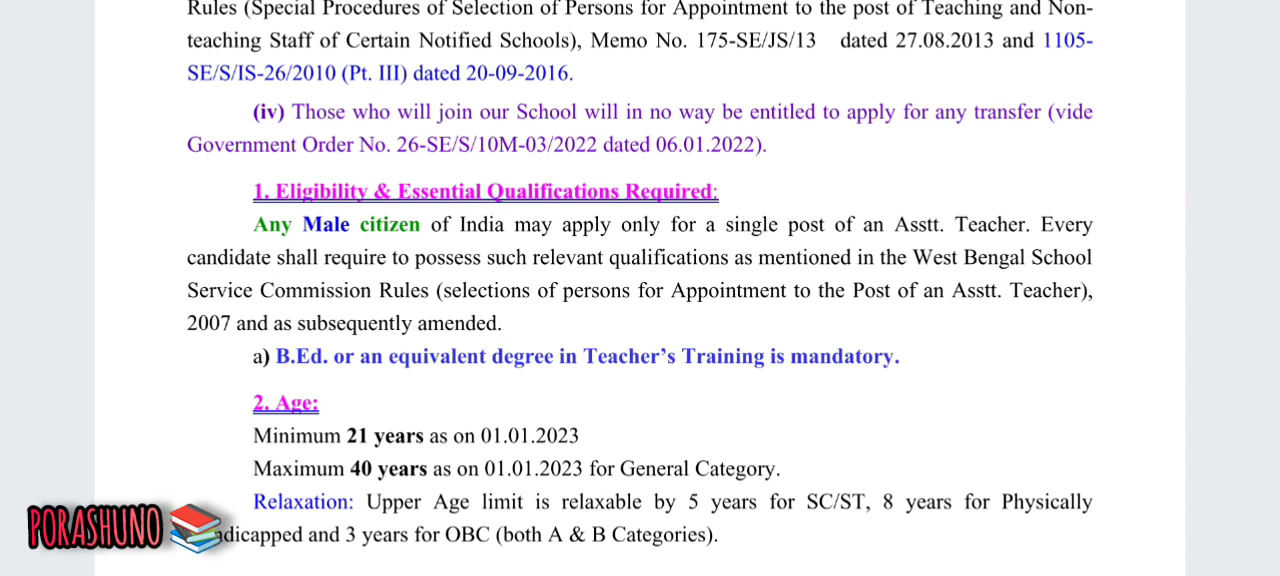 Rules (Special Procedures of Selection of Persons for Appointment to the post of Teaching and Non-
teaching Staff of Certain Notified Schools), Memo No. 175-SE/JS/13 dated 27.08.2013 and 1105-
SE/S/IS-26/2010 (Pt. III) dated 20-09-2016.
(iv) Those who will join our School will in no way be entitled to apply for any transfer (vide
Government Order No. 26-SE/S/10M-03/2022 dated 06.01.2022).
1. Eligibility & Essential Qualifications Required:
Any Male citizen of India may apply only for a single post of an Asstt. Teacher. Every
candidate shall require to possess such relevant qualifications as mentioned in the West Bengal School
Service Commission Rules (selections of persons for Appointment to the Post of an Asstt. Teacher),
2007 and as subsequently amended.
a) B.Ed. or an equivalent degree in Teacher's Training is mandatory.
2. Age:
Minimum 21 years as on 01.01.2023
Maximum 40 years as on 01.01.2023 for General Category.
Relaxation: Upper Age limit is relaxable by 5 years for SC/ST, 8 years for Physically
dicapped and 3 years for OBC (both A & B Categories).
PORASHUNO